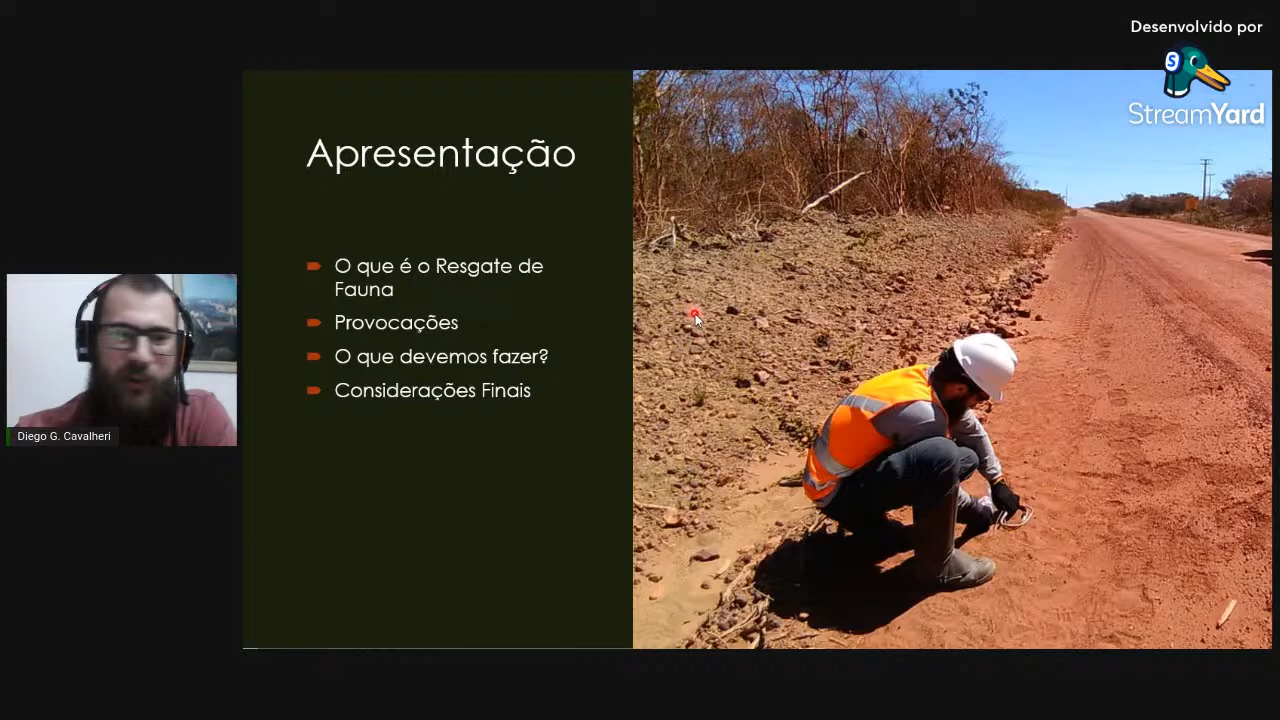 Desenvolvido por
StreamYard
Apresentação
O que é o Resgate de
Fauna
Provocações
O que devemos fazer?
Considerações Finais
Diego G. Cavalheri